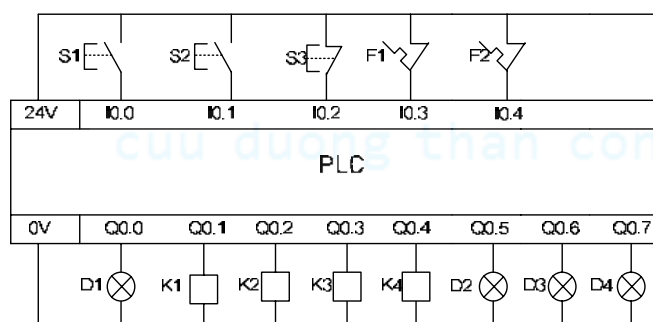 S1 S2 S3 F1 F2
24V I0.0 I0.1 I0.2 I0.3 I0.4
cuu duong than con
PLC
0V Q0.0 Q0.1 Q0.2 Q0.3 Q0.4 Q0.5 Q0.6 Q0.7
D1 K1 K2 K3 K4 D2 D3 D4